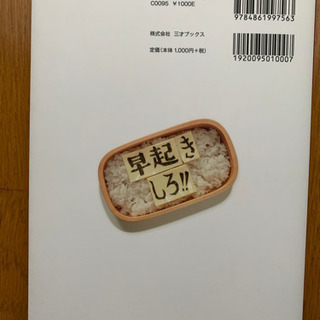 9784861997563
C0095 ¥1000E
株式会社 三才ブックス
定価(本体1,000円+税)
1920095010007
早起き
しろ!!